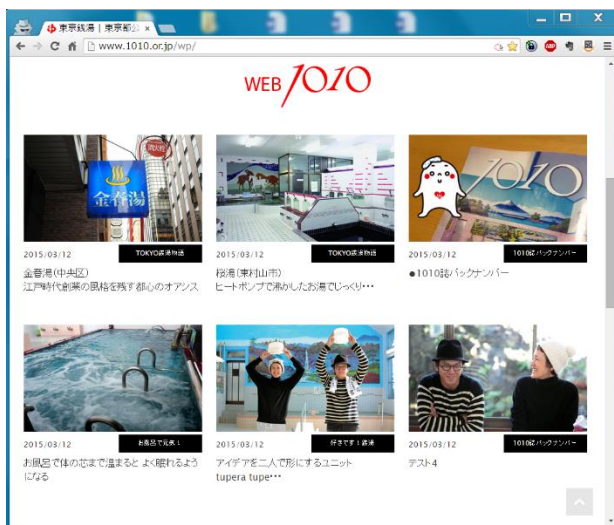 東京銭湯 | 東京都公
www.1010.or.jp/wp/
WEB 1010
金春湯
消火栓
1010
2015/03/12
TOKYO銭湯物語
2015/03/12
TOKYO銭湯物語
2015/03/12
1010誌バックナンバー
金春湯(中央区)
江戸時代創業の風格を残す都心のオアシス
桜湯(東村山市)
ヒートポンプで沸かしたお湯でじっくり・・・
●1010誌バックナンバー
2015/03/12
お風呂で元気!
2015/03/12
好きです!銭湯
2015/03/12
1010誌バックナンバー
お風呂で体の芯まで温まると よく眠れるよう
になる
アイデアを二人で形にするユニット
tupera tupe・・・
テスト4